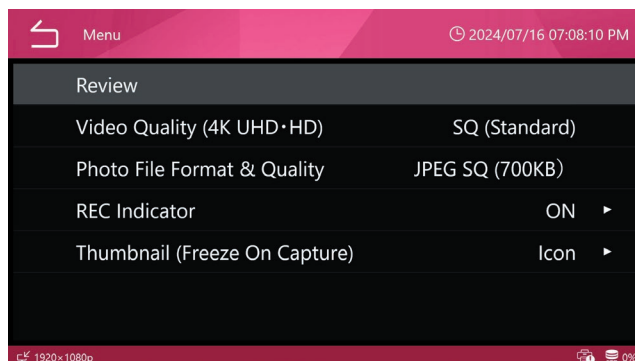 Menu 2024/07/16 07:08:10 PM
Review
Video Quality (4K UHD・HD) SQ (Standard)
Photo File Format & Quality JPEG SQ (700KB)
REC Indicator ON
Thumbnail (Freeze On Capture) Icon
1920×1080p 0%